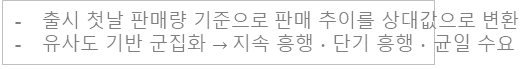 - 출시 첫날 판매량 기준으로 판매 추이를 상대값으로 변환
- 유사도 기반 군집화 → 지속 흥행 · 단기 흥행 · 균일 수요